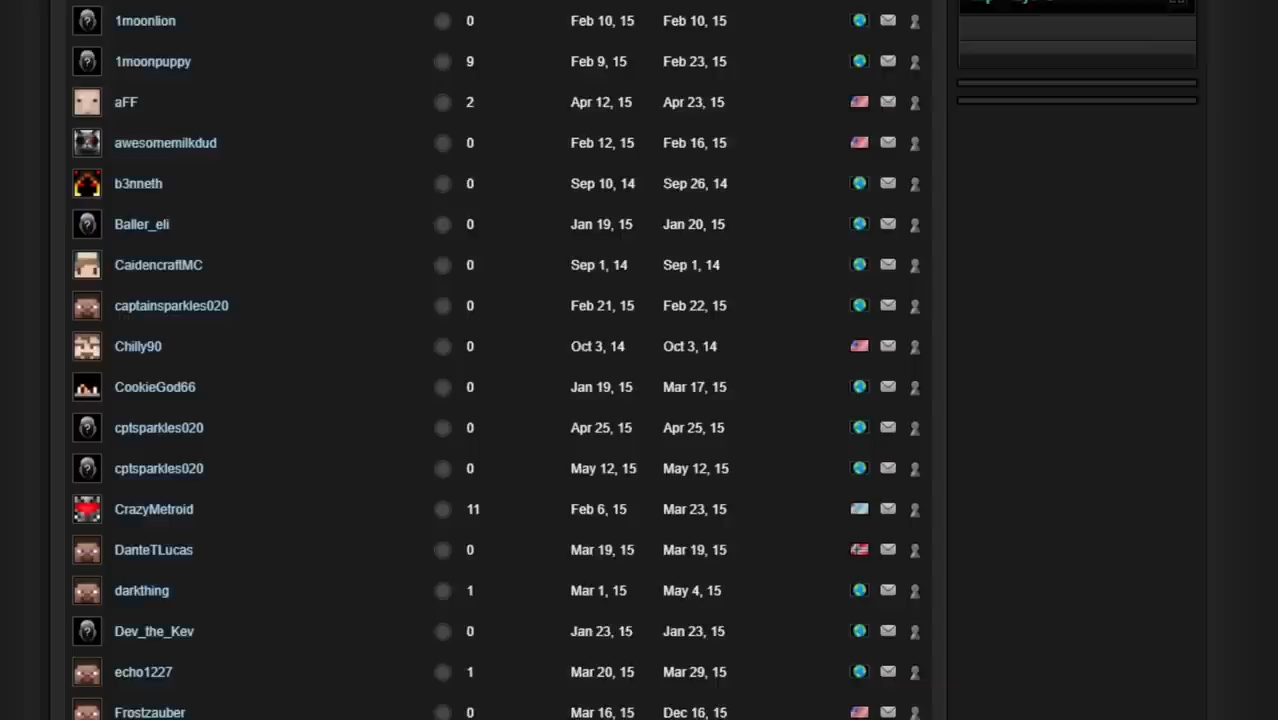 1moonlion 0 Feb 10, 15 Feb 10, 15
1moonpuppy 9 Feb 9, 15 Feb 23, 15
aFF 2 Apr 12, 15 Apr 23, 15
awesomemilkdud 0 Feb 12, 15 Feb 16, 15
b3nneth 0 Sep 10, 14 Sep 26, 14
Baller_eli 0 Jan 19, 15 Jan 20, 15
CaidencraftMC 0 Sep 1, 14 Sep 1, 14
captainsparkles020 0 Feb 21, 15 Feb 22, 15
Chilly90 0 Oct 3, 14 Oct 3, 14
CookieGod66 0 Jan 19, 15 Mar 17, 15
cptsparkles020 0 Apr 25, 15 Apr 25, 15
cptsparkles020 0 May 12, 15 May 12, 15
CrazyMetroid 11 Feb 6, 15 Mar 23, 15
DanteTLucas 0 Mar 19, 15 Mar 19, 15
darkthing 1 Mar 1, 15 May 4, 15
Dev_the_Kev 0 Jan 23, 15 Jan 23, 15
echo1227 1 Mar 20, 15 Mar 29, 15
Frostzauber 0 Mar 16, 15 Dec 16, 15